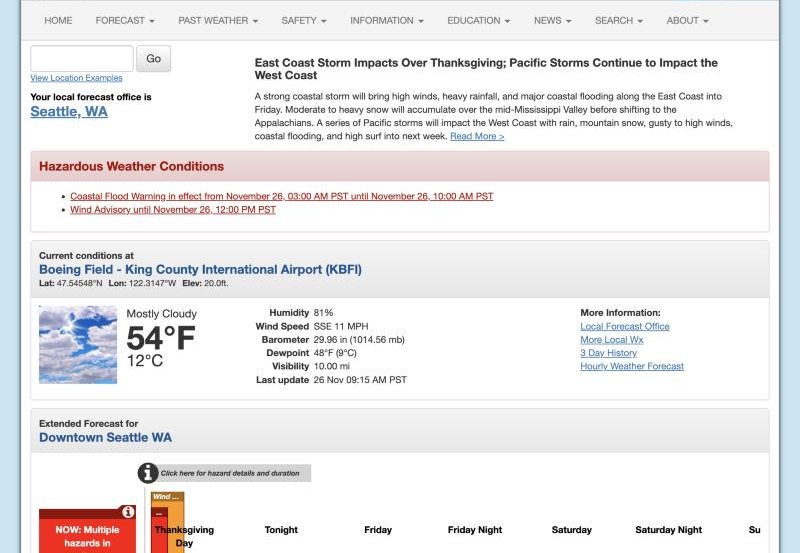 HOME FORECAST PAST WEATHER SAFETY INFORMATION EDUCATION NEWS SEARCH ABOUT
Go
View Location Examples
Your local forecast office is
Seattle, WA
East Coast Storm Impacts Over Thanksgiving; Pacific Storms Continue to Impact the
West Coast
A strong coastal storm will bring high winds, heavy rainfall, and major coastal flooding along the East Coast into
Friday. Moderate to heavy snow will accumulate over the mid-Mississippi Valley before shifting to the
Appalachians. A series of Pacific storms will impact the West Coast with rain, mountain snow, gusty to high winds,
coastal flooding, and high surf into next week. Read More >
Hazardous Weather Conditions
Coastal Flood Warning in effect from November 26, 03:00 AM PST until November 26, 10:00 AM PST
Wind Advisory until November 26, 12:00 PM PST
Current conditions at
Boeing Field - King County International Airport (KBFI)
Lat: 47.54548°N Lon: 122.3147°W Elev: 20.0ft.
Mostly Cloudy
54°F
12°C
Humidity 81%
Wind Speed SSE 11 MPH
Barometer 29.96 in (1014.56 mb)
Dewpoint 48°F (9°C)
Visibility 10.00 mi
Last update 26 Nov 09:15 AM PST
More Information:
Local Forecast Office
More Local Wx
3 Day History
Hourly Weather Forecast
Extended Forecast for
Downtown Seattle WA
Click here for hazard details and duration
Wind ...
...
NOW: Multiple
hazards in
Thanksgiving
Day
Tonight
Friday
Friday Night
Saturday
Saturday Night
Su